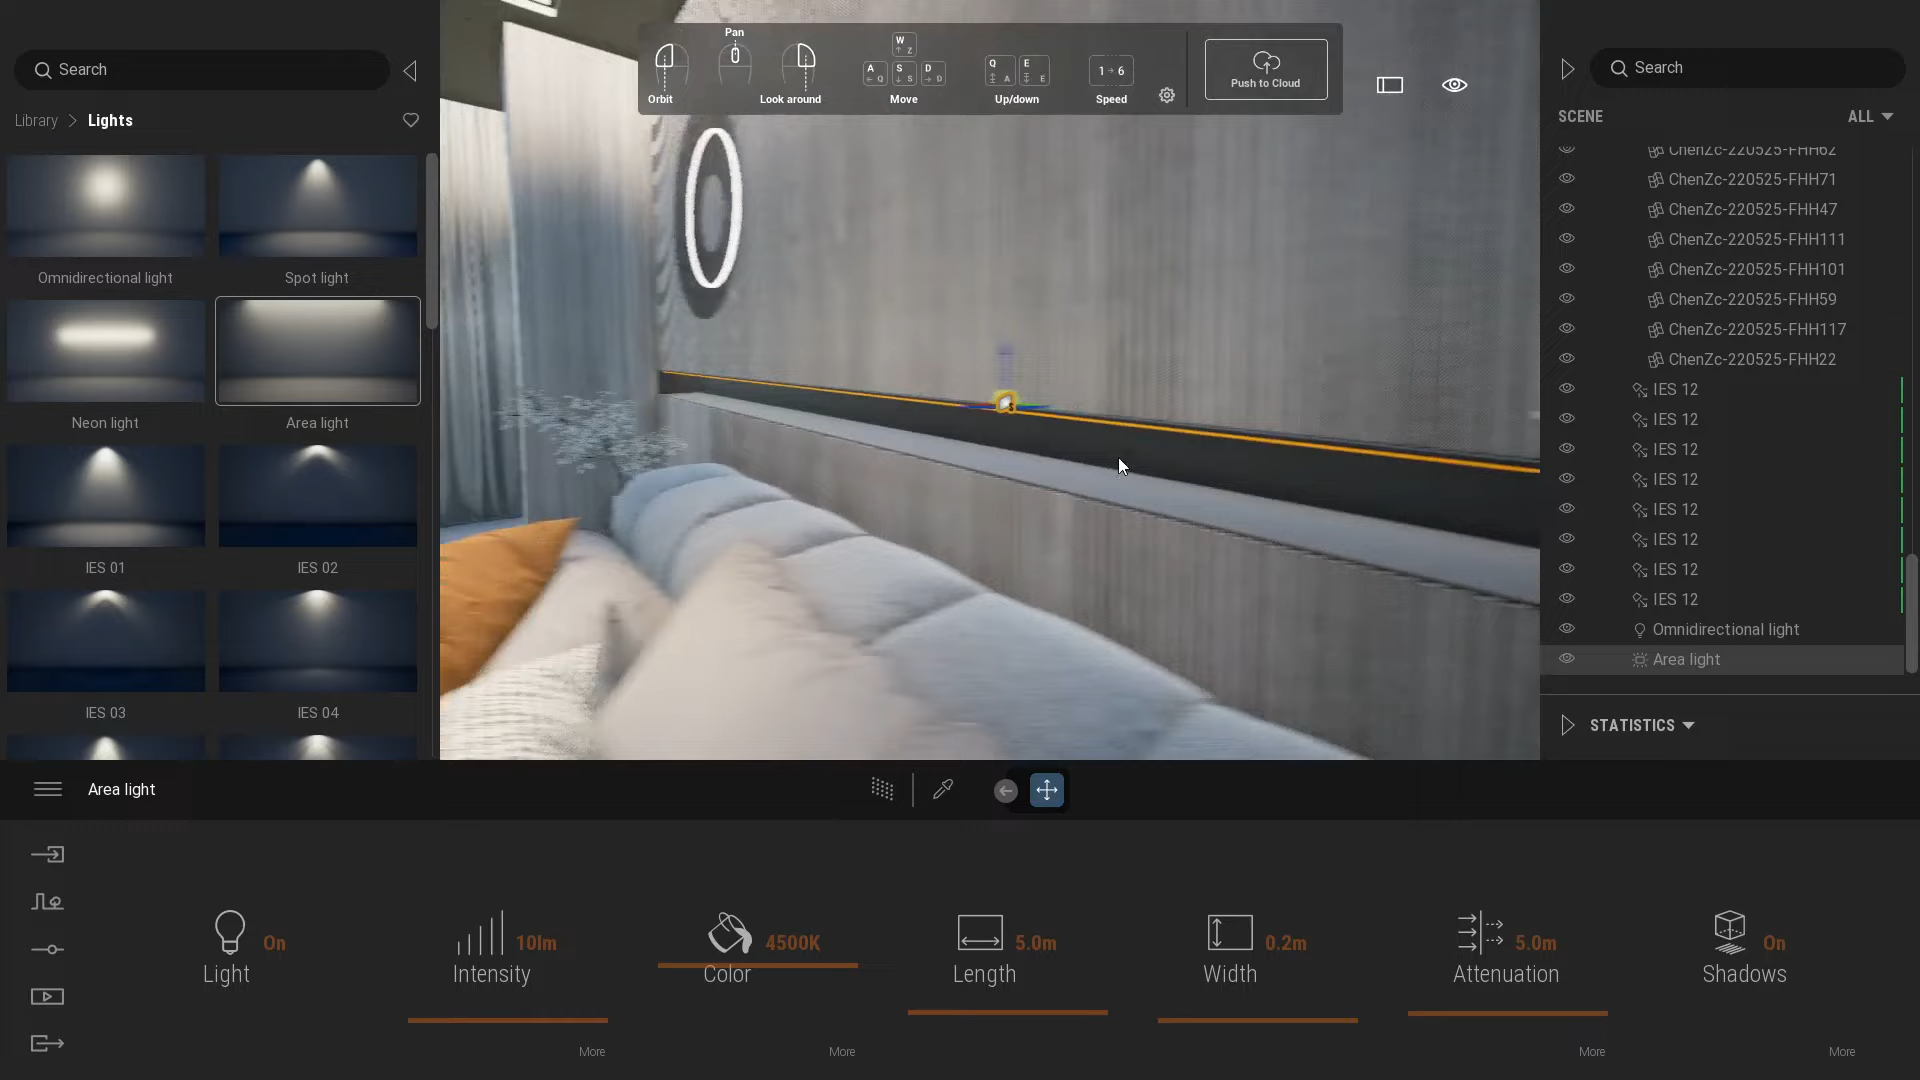 Search
Library > Lights
Omnidirectional light
Spot light
Neon light
Area light
IES 01
IES 02
IES 03
IES 04
Pan
Orbit
Look around
W
Z
A
Q
S
S
D
D
Move
Q
A
E
E
Up/down
1 → 6
Speed
Push to Cloud
Search
SCENE
ALL
ChenZc-220525-FHH62
ChenZc-220525-FHH71
ChenZc-220525-FHH47
ChenZc-220525-FHH111
ChenZc-220525-FHH101
ChenZc-220525-FHH59
ChenZc-220525-FHH117
ChenZc-220525-FHH22
IES 12
IES 12
IES 12
IES 12
IES 12
IES 12
IES 12
IES 12
Omnidirectional light
Area light
STATISTICS
Area light
Light
On
Intensity
10lm
More
Color
4500K
More
Length
5.0m
Width
0.2m
Attenuation
5.0m
More
Shadows
On
More